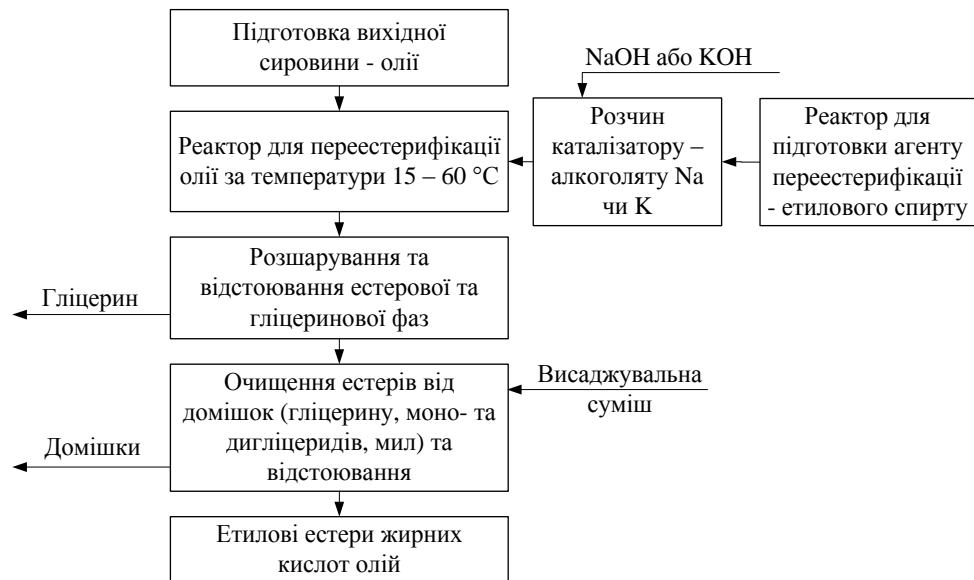 Підготовка вихідної
сировини - олії
NaOH або KOH
Реактор для переестерифікації
олії за температури 15 – 60 °C
Розчин
каталізатору –
алкоголяту Na
чи K
Реактор для
підготовки агенту
переестерифікації
- етилового спирту
Розшарування та
відстоювання естерової та
гліцеринової фаз
Гліцерин
Очищення естерів від
домішок (гліцерину, моно- та
дигліцеридів, мил) та
відстоювання
Висаджувальна
суміш
Домішки
Етилові естери жирних
кислот олій